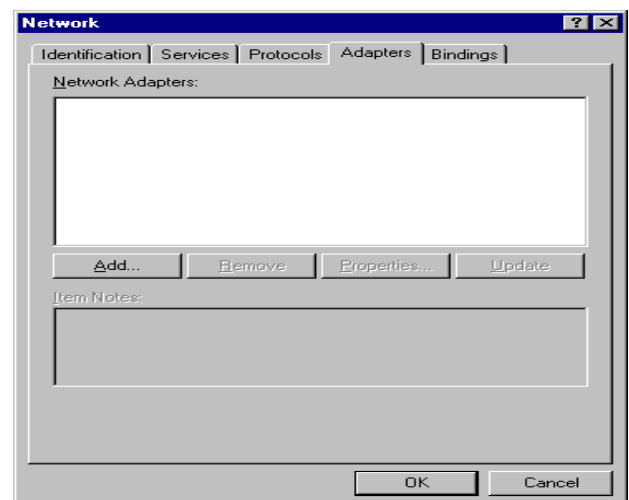 Network
Identification Services Protocols Adapters Bindings
Network Adapters:
Add... Remove Properties... Update
Item Notes:
OK Cancel